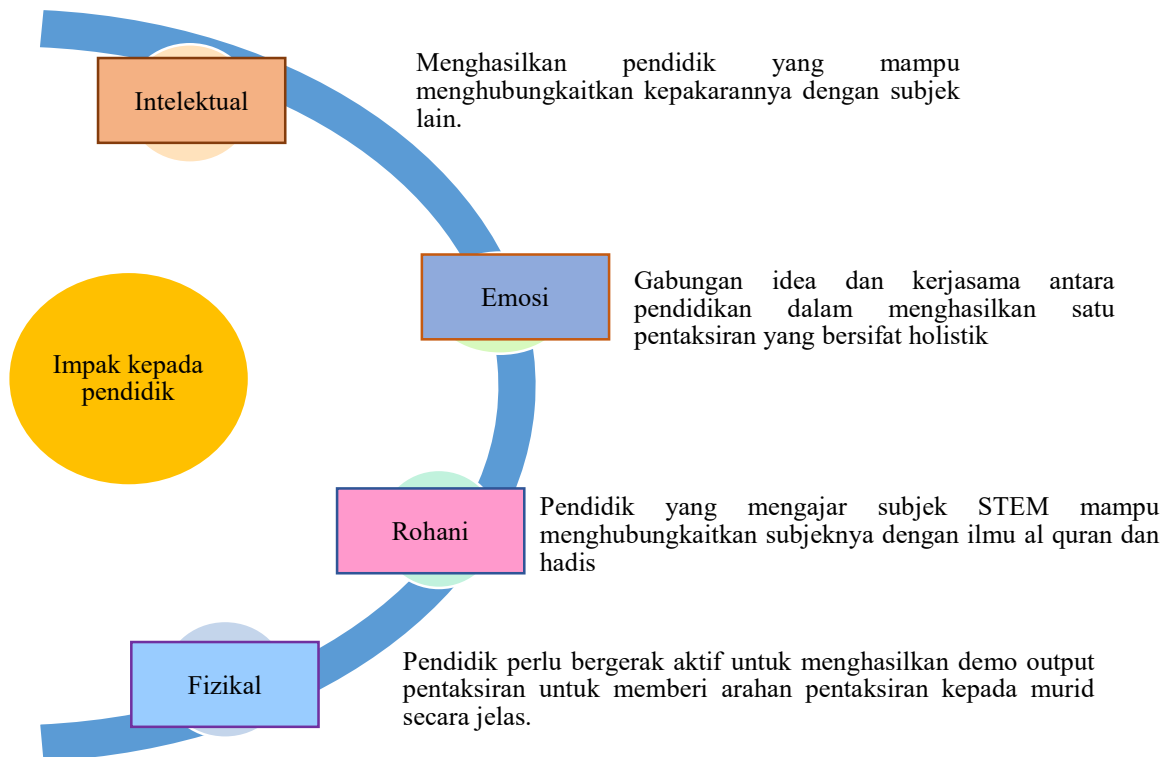 Intelektual
Menghasilkan pendidik yang mampu
menghubungkaitkan kepakarannya dengan subjek
lain.
Emosi
Gabungan idea dan kerjasama antara
pendidikan dalam menghasilkan satu
pentaksiran yang bersifat holistik
Impak kepada
pendidik
Rohani
Pendidik yang mengajar subjek STEM mampu
menghubungkaitkan subjeknya dengan ilmu al quran dan
hadis
Fizikal
Pendidik perlu bergerak aktif untuk menghasilkan demo output
pentaksiran untuk memberi arahan pentaksiran kepada murid
secara jelas.